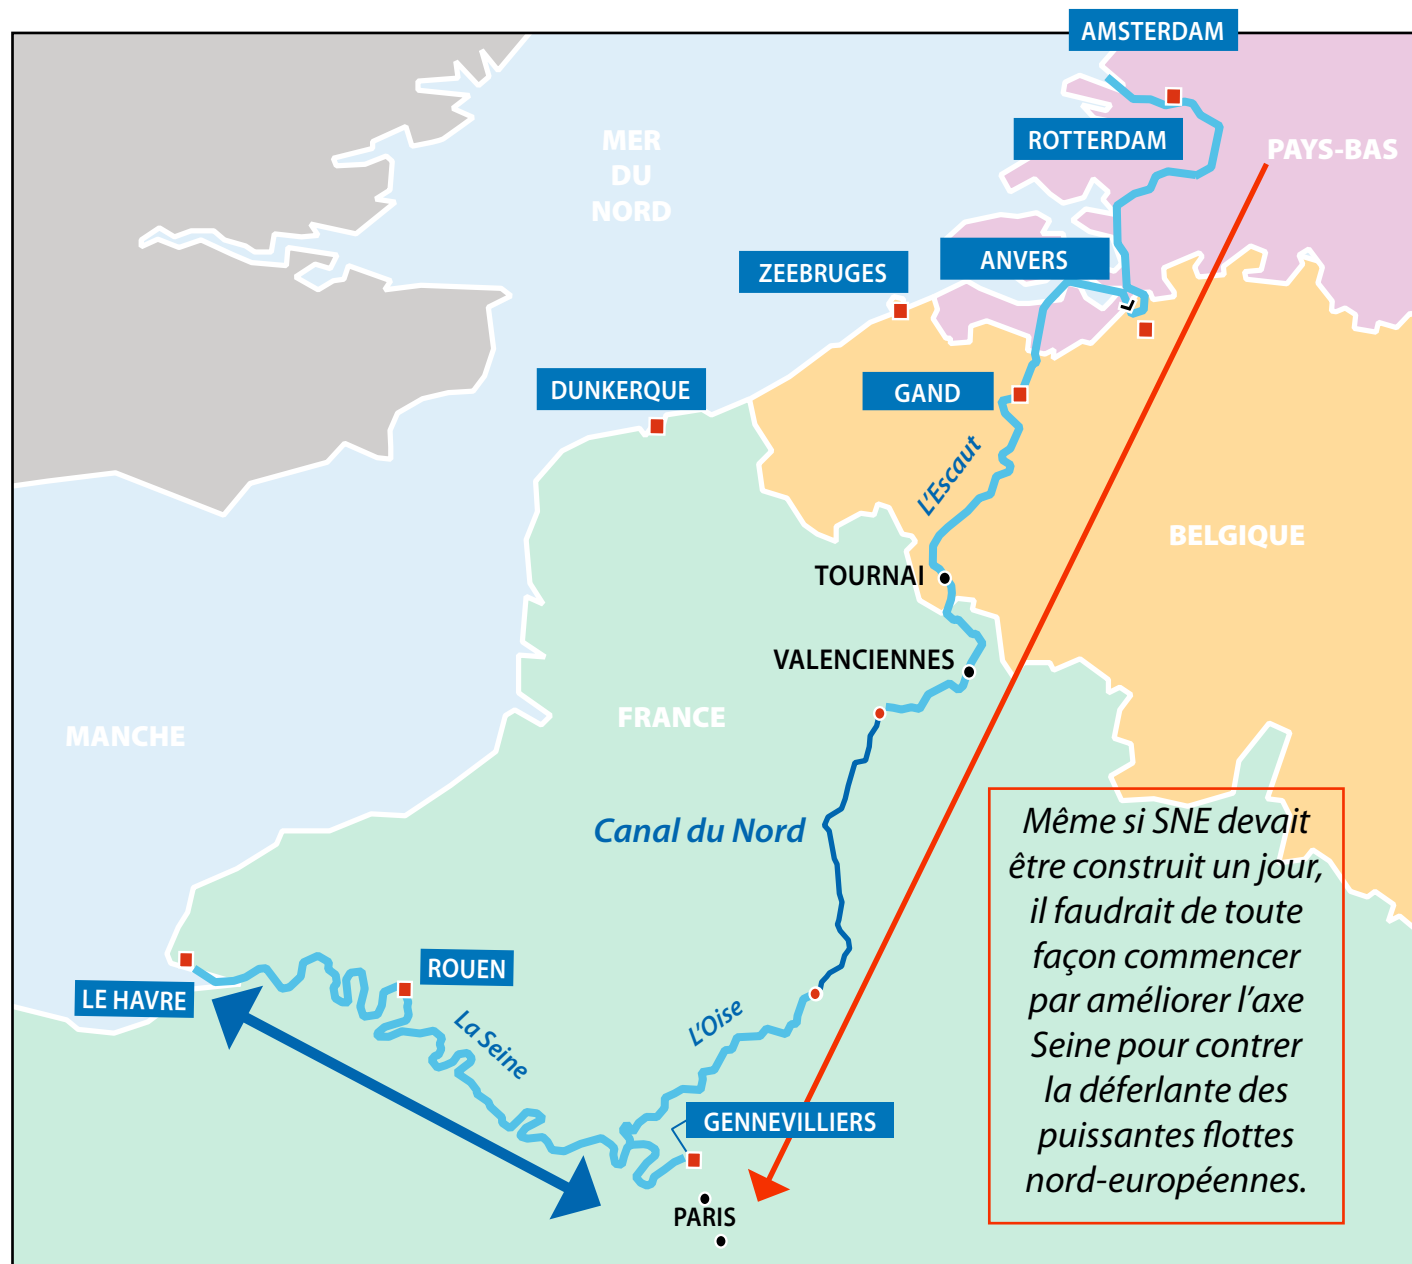 AMSTERDAM
ROTTERDAM
MER
DU
NORD
PAYS-BAS
ANVERS
ZEEBRUGES
DUNKERQUE
GAND
L'Escaut
BELGIQUE
TOURNAI
VALENCIENNES
FRANCE
MANCHE
Canal du Nord
Même si SNE devait
être construit un jour,
il faudrait de toute
façon commencer
par améliorer l'axe
Seine pour contrer
la déferlante des
puissantes flottes
nord-européennes.
ROUEN
LE HAVRE
La Seine
L'Oise
GENNEVILLIERS
PARIS